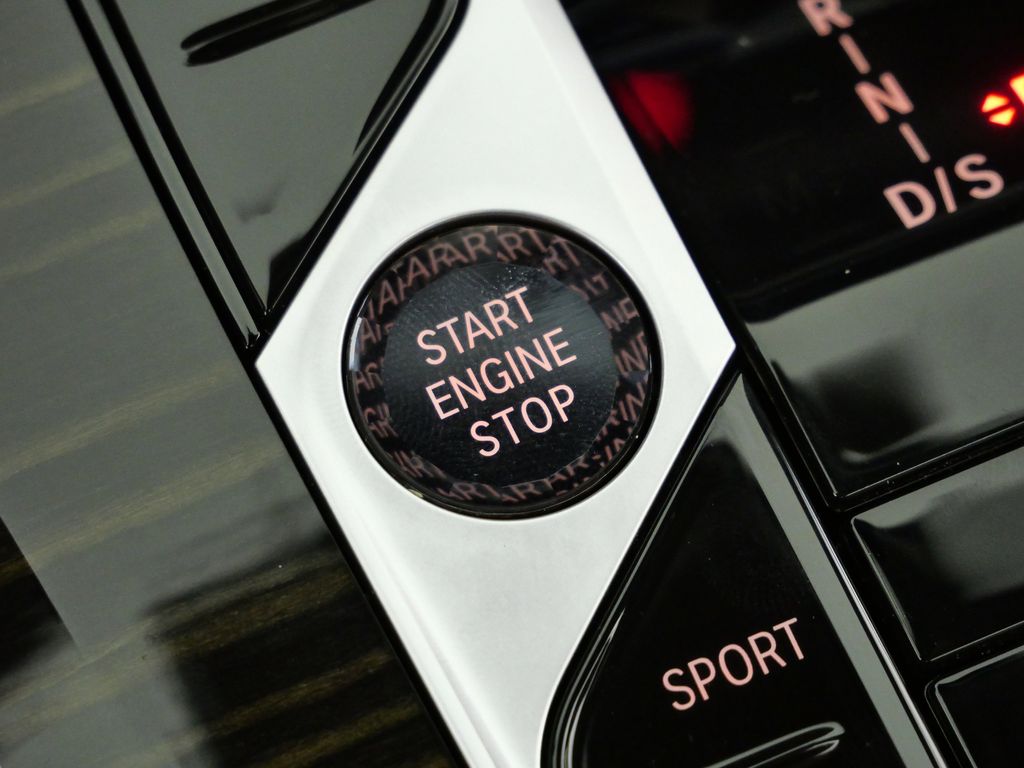 R
I
N
I
D/S
START
ENGINE
STOP
SPORT